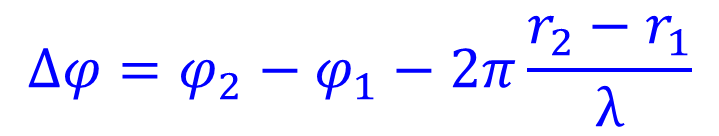 Δφ = φ₂ − φ₁ − 2π (r₂ − r₁)/λ